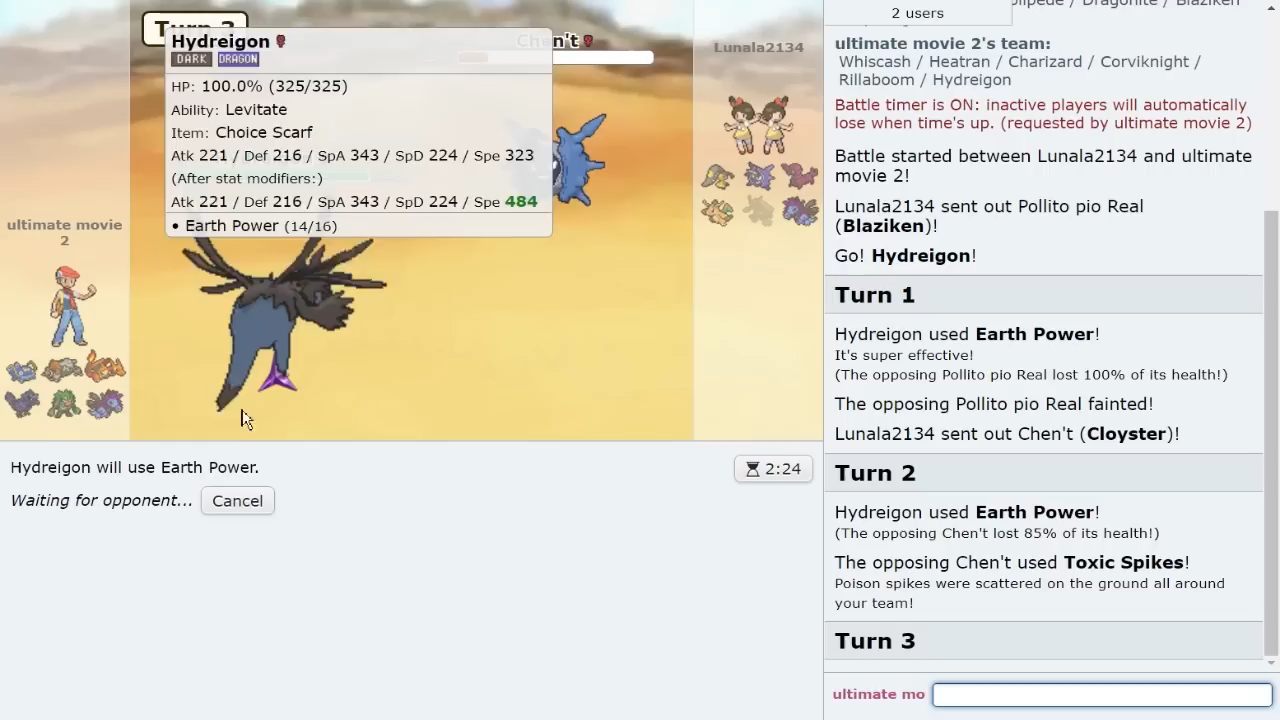 Turn 3
Hydreigon
DARK DRAGON
HP: 100.0% (325/325)
Ability: Levitate
Item: Choice Scarf
Atk 221 / Def 216 / SpA 343 / SpD 224 / Spe 323
(After stat modifiers:)
Atk 221 / Def 216 / SpA 343 / SpD 224 / Spe 484
• Earth Power (14/16)
Chen't
Lunala2134
ultimate movie
2
Hydreigon will use Earth Power.
2:24
Waiting for opponent...
Cancel
2 users
/ Dragonite / Blaziken
ultimate movie 2's team:
Whiscash / Heatran / Charizard / Corviknight /
Rillaboom / Hydreigon
Battle timer is ON: inactive players will automatically
lose when time's up. (requested by ultimate movie 2)
Battle started between Lunala2134 and ultimate
movie 2!
Lunala2134 sent out Pollito pio Real
(Blaziken)!
Go! Hydreigon!
Turn 1
Hydreigon used Earth Power!
It's super effective!
(The opposing Pollito pio Real lost 100% of its health!)
The opposing Pollito pio Real fainted!
Lunala2134 sent out Chen't (Cloyster)!
Turn 2
Hydreigon used Earth Power!
(The opposing Chen't lost 85% of its health!)
The opposing Chen't used Toxic Spikes!
Poison spikes were scattered on the ground all around
your team!
Turn 3
ultimate mo